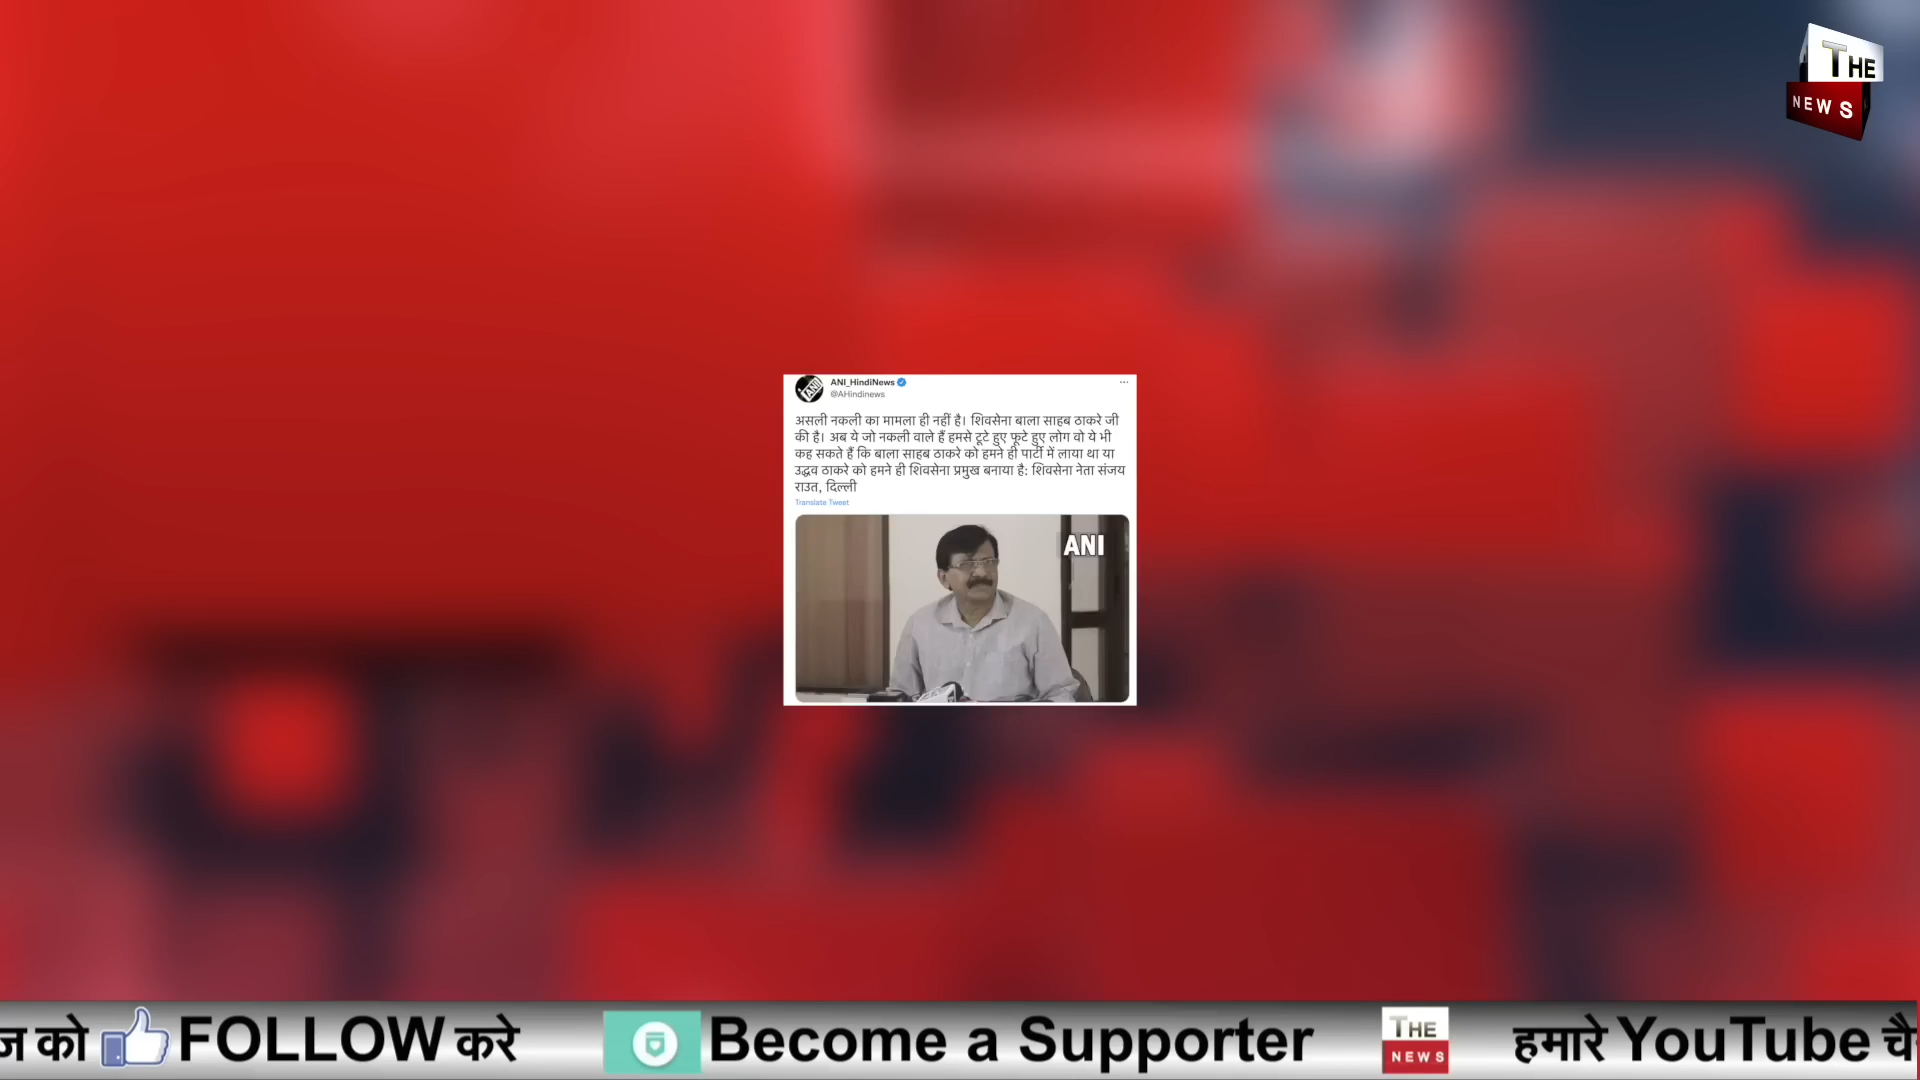 THE
NEWS
ANI_HindiNews
@AHindinews
असली नकली का मामला ही नहीं है। शिवसेना बाला साहब ठाकरे जी
की है। अब ये जो नकली वाले हैं हमसे टूटे हुए फूटे हुए लोग वो ये भी
कह सकते हैं कि बाला साहब ठाकरे को हमने ही पार्टी में लाया था या
उद्धव ठाकरे को हमने ही शिवसेना प्रमुख बनाया है: शिवसेना नेता संजय
राउत, दिल्ली
Translate Tweet
ANI
ज को FOLLOW करे Become a Supporter THE NEWS हमारे YouTube चै